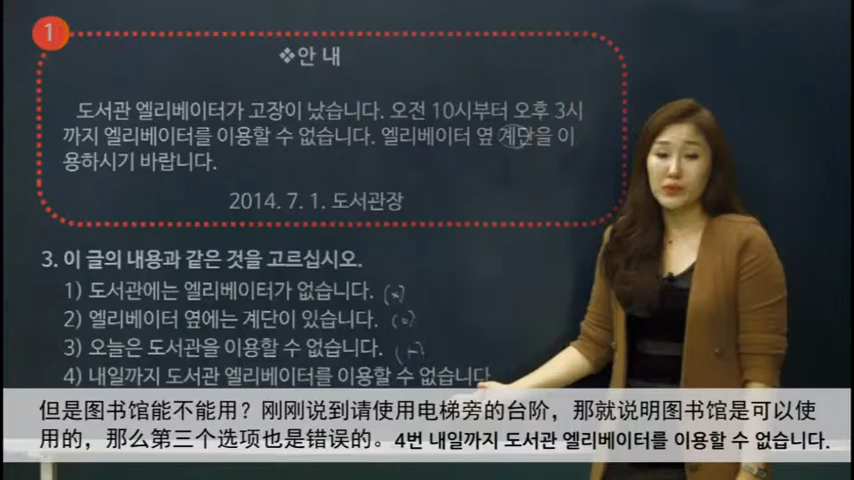 1
❖안 내
도서관 엘리베이터가 고장이 났습니다. 오전 10시부터 오후 3시
까지 엘리베이터를 이용할 수 없습니다. 엘리베이터 옆 계단을 이
용하시기 바랍니다.
2014. 7. 1. 도서관장
3. 이 글의 내용과 같은 것을 고르십시오.
1) 도서관에는 엘리베이터가 없습니다. (×)
2) 엘리베이터 옆에는 계단이 있습니다. (o)
3) 오늘은 도서관을 이용할 수 없습니다. (×)
4) 내일까지 도서관 엘리베이터를 이용할 수 없습니다.
但是图书馆能不能用？刚刚说到请使用电梯旁的台阶，那就说明图书馆是可以使
用的，那么第三个选项也是错误的。4번 내일까지 도서관 엘리베이터를 이용할 수 없습니다.